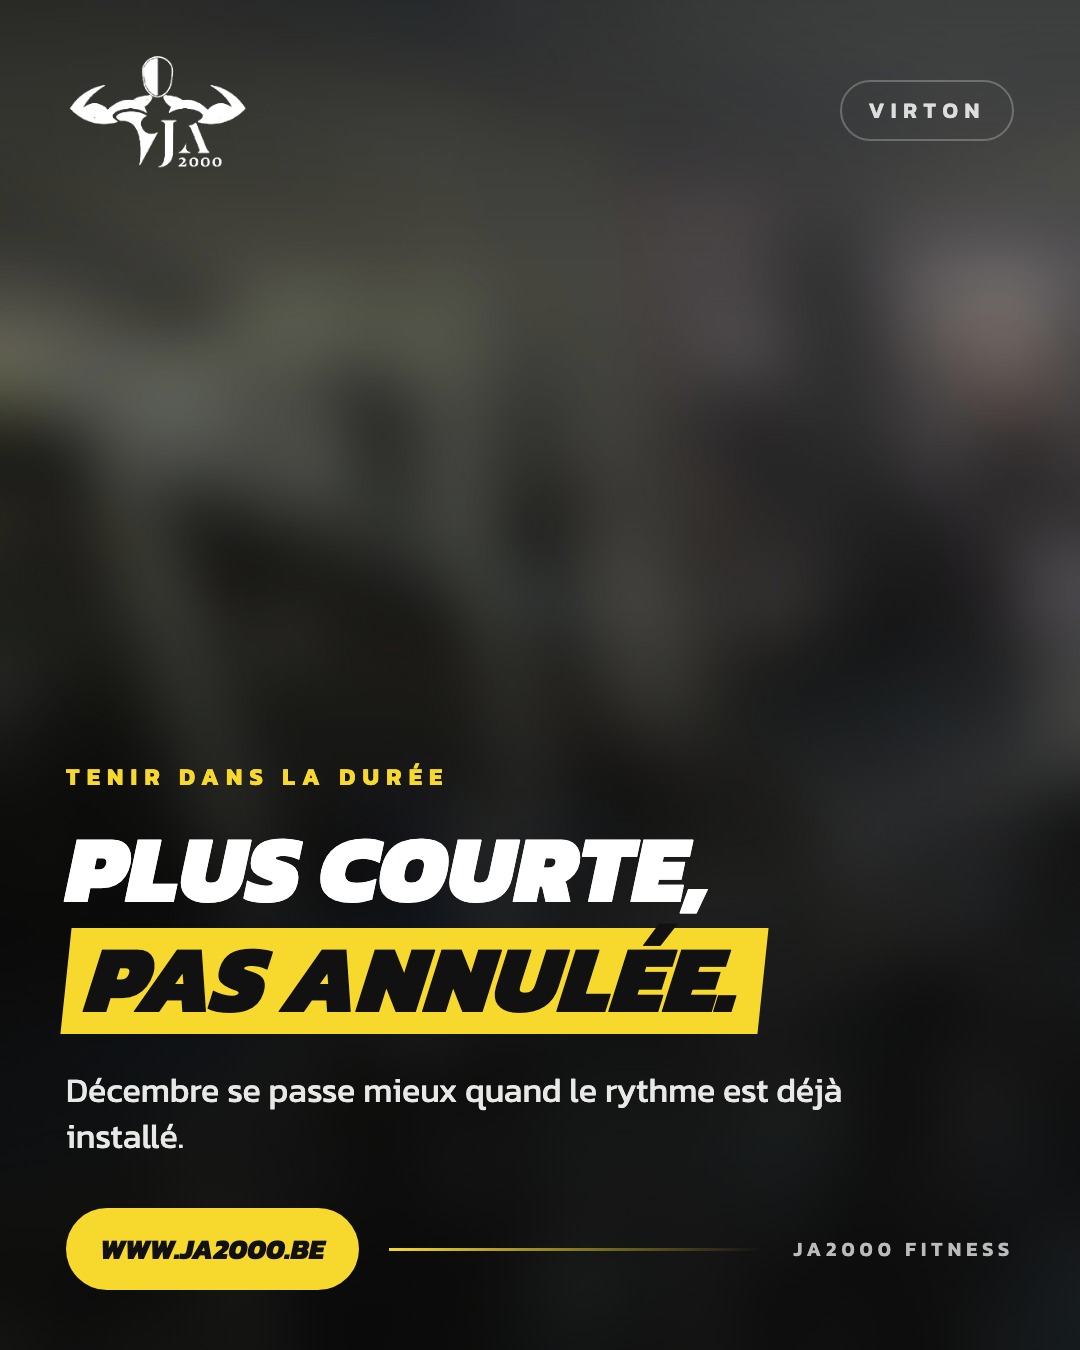 JA
2000
VIRTON
TENIR DANS LA DURÉE
PLUS COURTE,
PAS ANNULÉE.
Décembre se passe mieux quand le rythme est déjà
installé.
WWW.JA2000.BE
JA2000 FITNESS